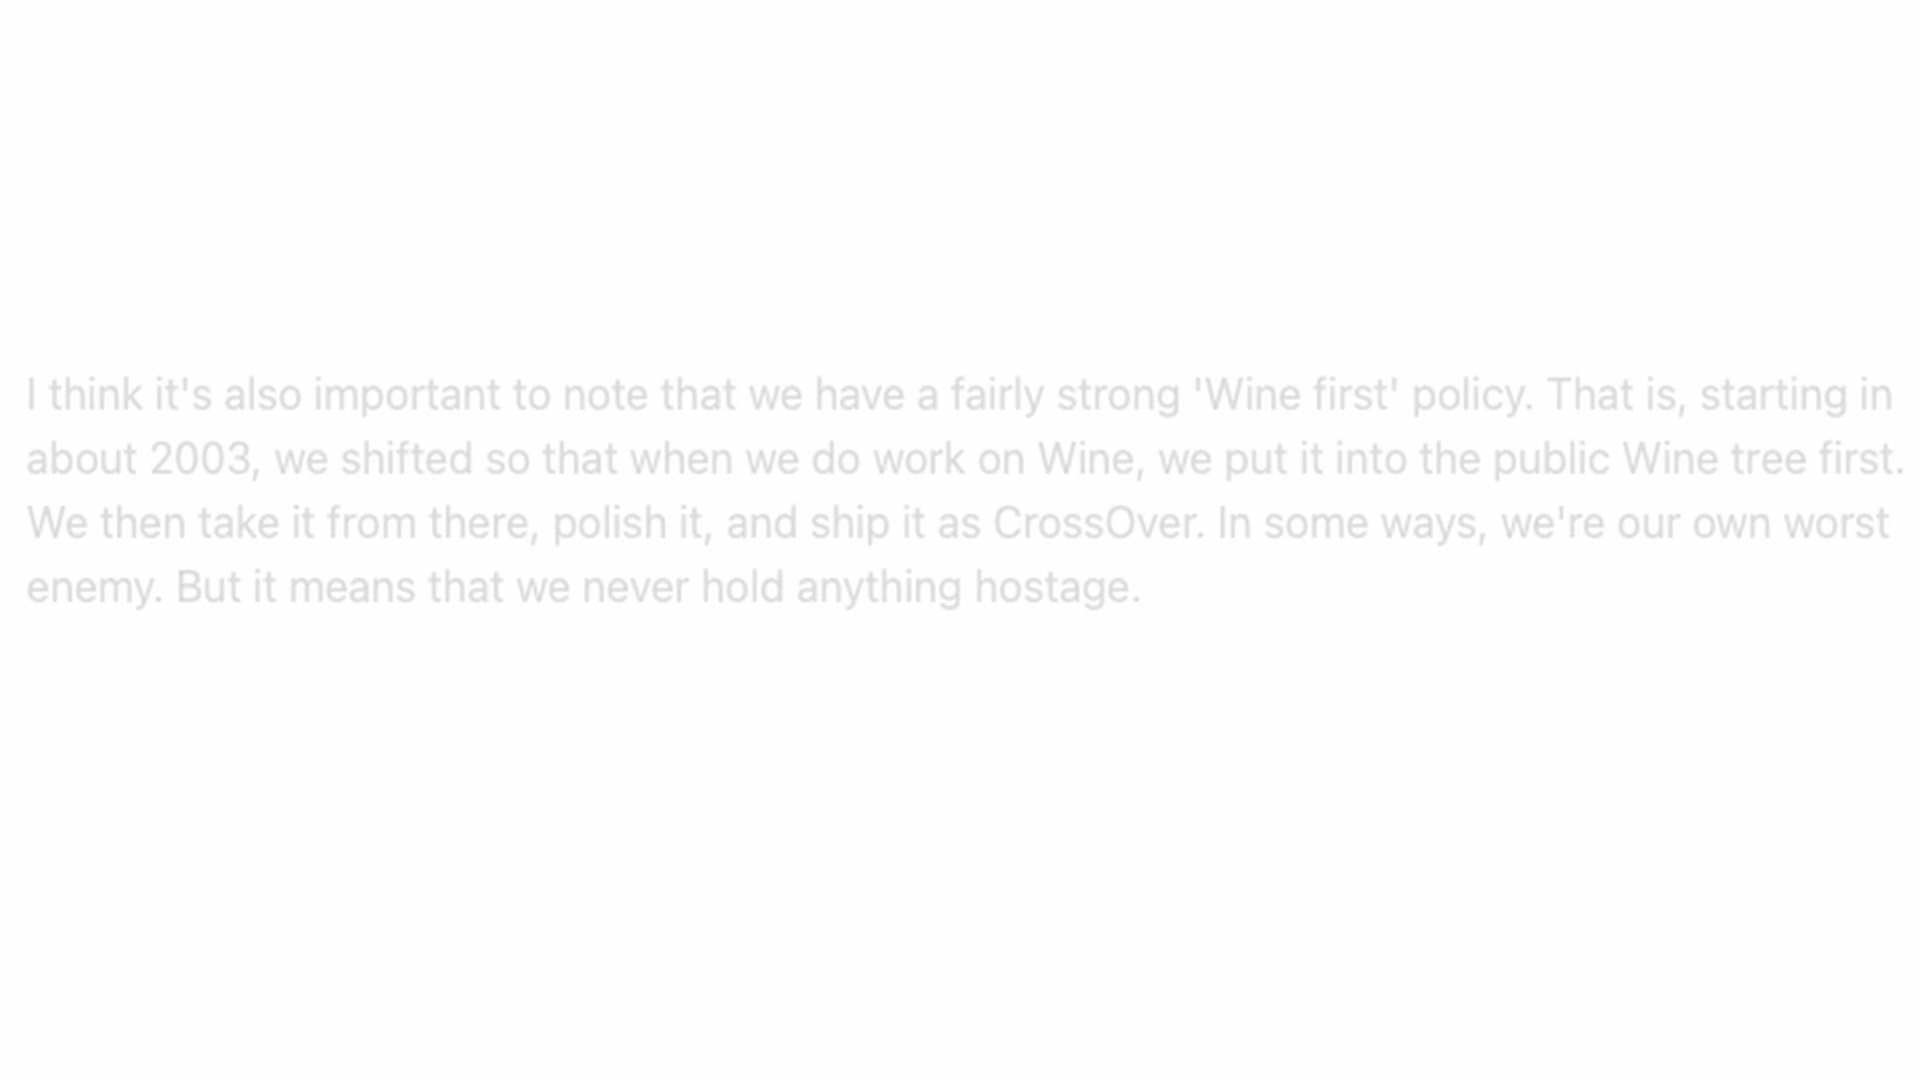 I think it's also important to note that we have a fairly strong 'Wine first' policy. That is, starting in
about 2003, we shifted so that when we do work on Wine, we put it into the public Wine tree first.
We then take it from there, polish it, and ship it as CrossOver. In some ways, we're our own worst
enemy. But it means that we never hold anything hostage.